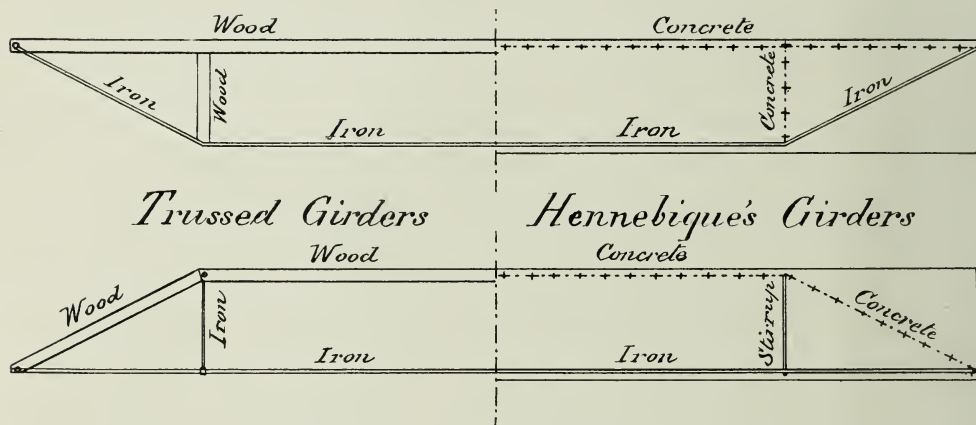 Wood
Concrete
Iron
Wood
Iron
Iron
Concrete
Iron
Trussed Girders
Hennebique's Girders
Wood
Concrete
Wood
Iron
Iron
Iron
Stirrup
Concrete